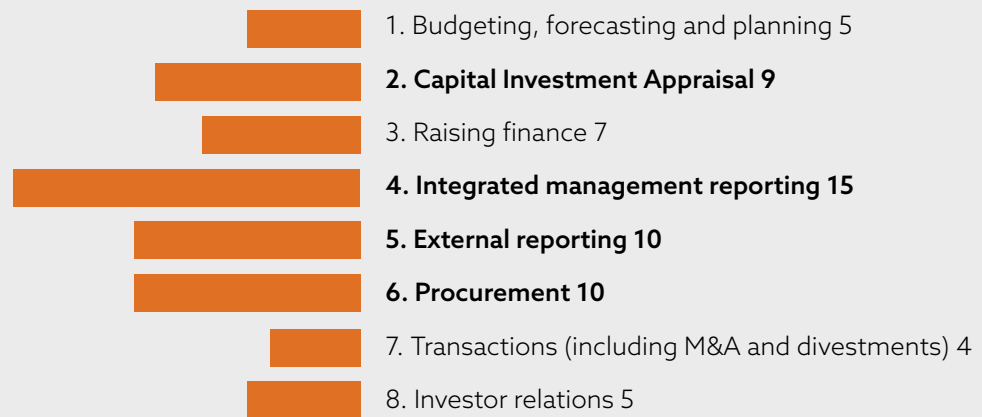 1. Budgeting, forecasting and planning 5
2. Capital Investment Appraisal 9
3. Raising finance 7
4. Integrated management reporting 15
5. External reporting 10
6. Procurement 10
7. Transactions (including M&A and divestments) 4
8. Investor relations 5